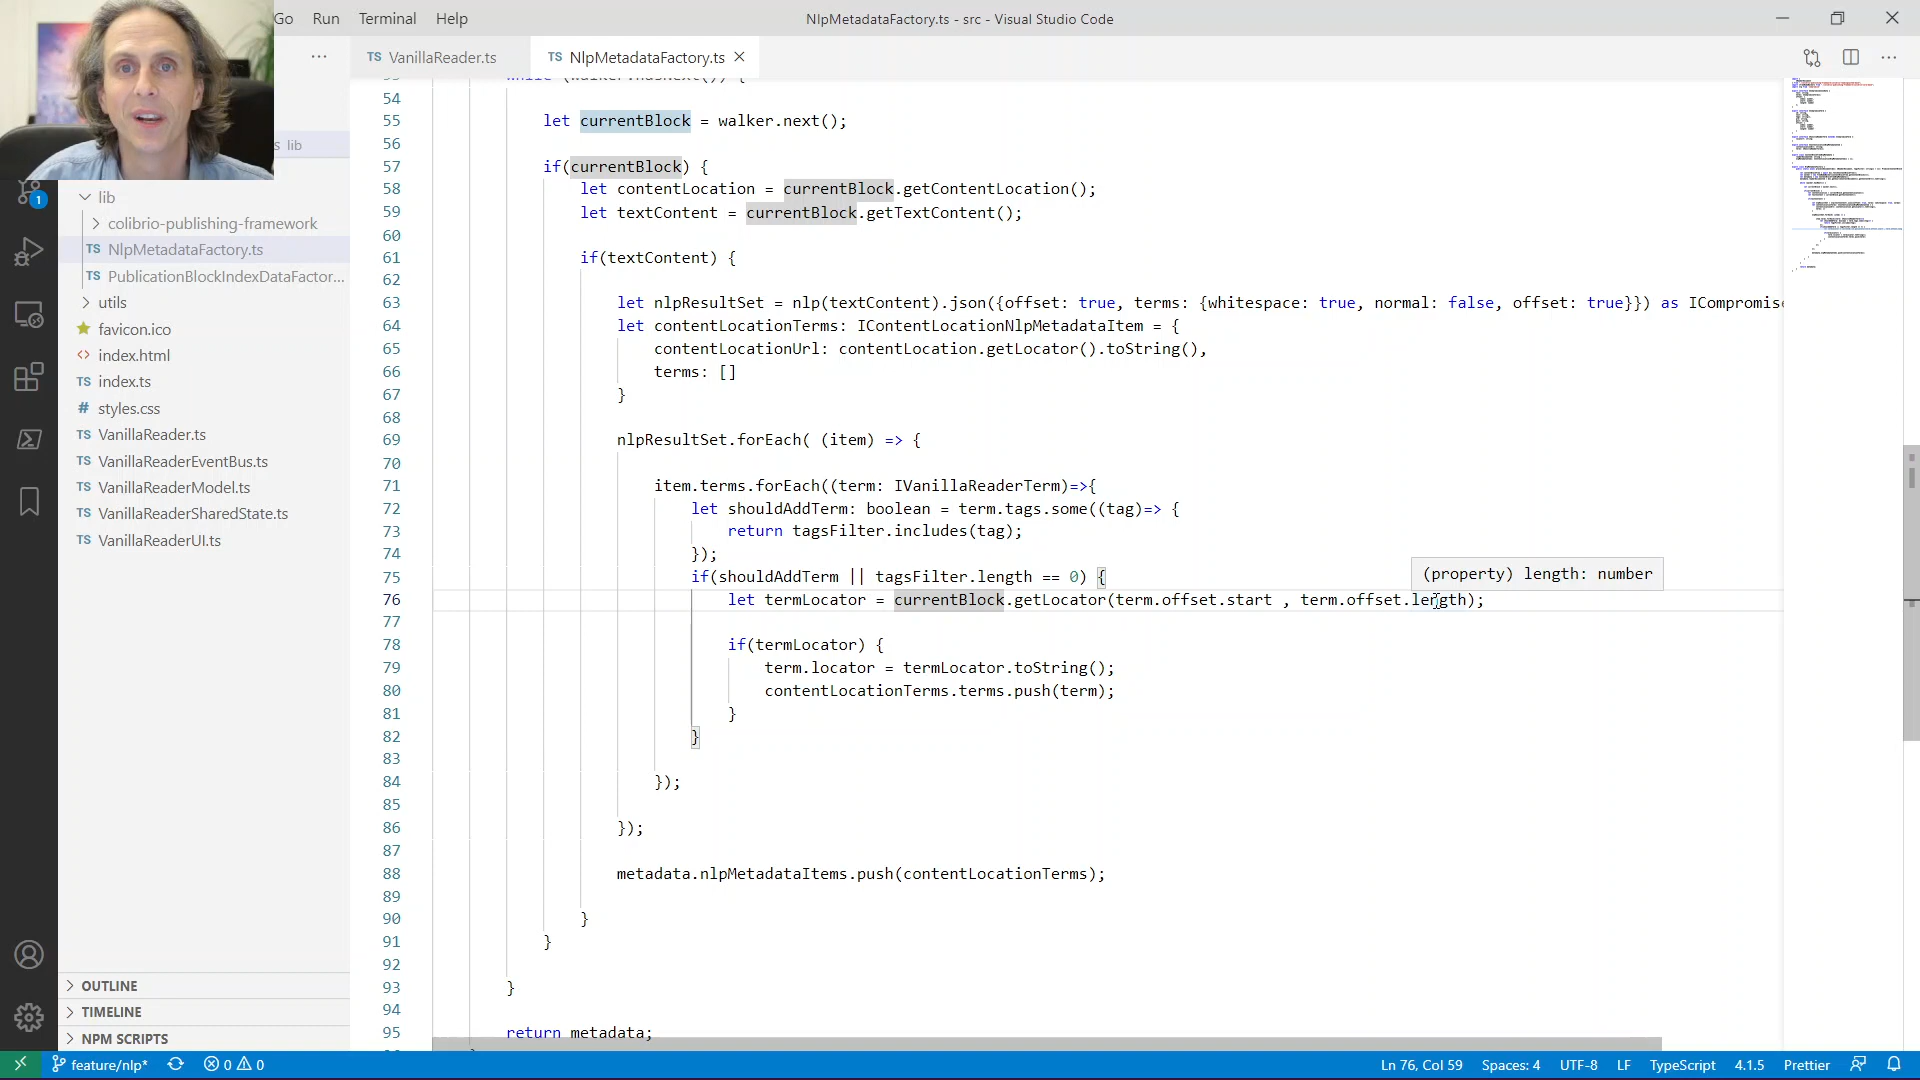 Go Run Terminal Help
NlpMetadataFactory.ts - src - Visual Studio Code
TS VanillaReader.ts
TS NlpMetadataFactory.ts
s lib
lib
colibrio-publishing-framework
TS NlpMetadataFactory.ts
TS PublicationBlockIndexDataFactor...
utils
favicon.ico
<> index.html
TS index.ts
# styles.css
TS VanillaReader.ts
TS VanillaReaderEventBus.ts
TS VanillaReaderModel.ts
TS VanillaReaderSharedState.ts
TS VanillaReaderUI.ts
OUTLINE
TIMELINE
NPM SCRIPTS
1
54
55 let currentBlock = walker.next();
56
57 if(currentBlock) {
58 let contentLocation = currentBlock.getContentLocation();
59 let textContent = currentBlock.getTextContent();
60
61 if(textContent) {
62
63 let nlpResultSet = nlp(textContent).json({offset: true, terms: {whitespace: true, normal: false, offset: true}}) as ICompromise
64 let contentLocationTerms: IContentLocationNlpMetadataItem = {
65 contentLocationUrl: contentLocation.getLocator().toString(),
66 terms: []
67 }
68
69 nlpResultSet.forEach( (item) => {
70
71 item.terms.forEach((term: IVanillaReaderTerm)=>{
72 let shouldAddTerm: boolean = term.tags.some((tag)=> {
73 return tagsFilter.includes(tag);
74 });
75 if(shouldAddTerm || tagsFilter.length == 0) {
(property) length: number
76 let termLocator = currentBlock.getLocator(term.offset.start , term.offset.length);
77
78 if(termLocator) {
79 term.locator = termLocator.toString();
80 contentLocationTerms.terms.push(term);
81 }
82 }
83
84 });
85
86 });
87
88 metadata.nlpMetadataItems.push(contentLocationTerms);
89
90 }
91 }
92
93 }
94
95 return metadata;
feature/nlp* 0 0
Ln 76, Col 59 Spaces: 4 UTF-8 LF TypeScript 4.1.5 Prettier